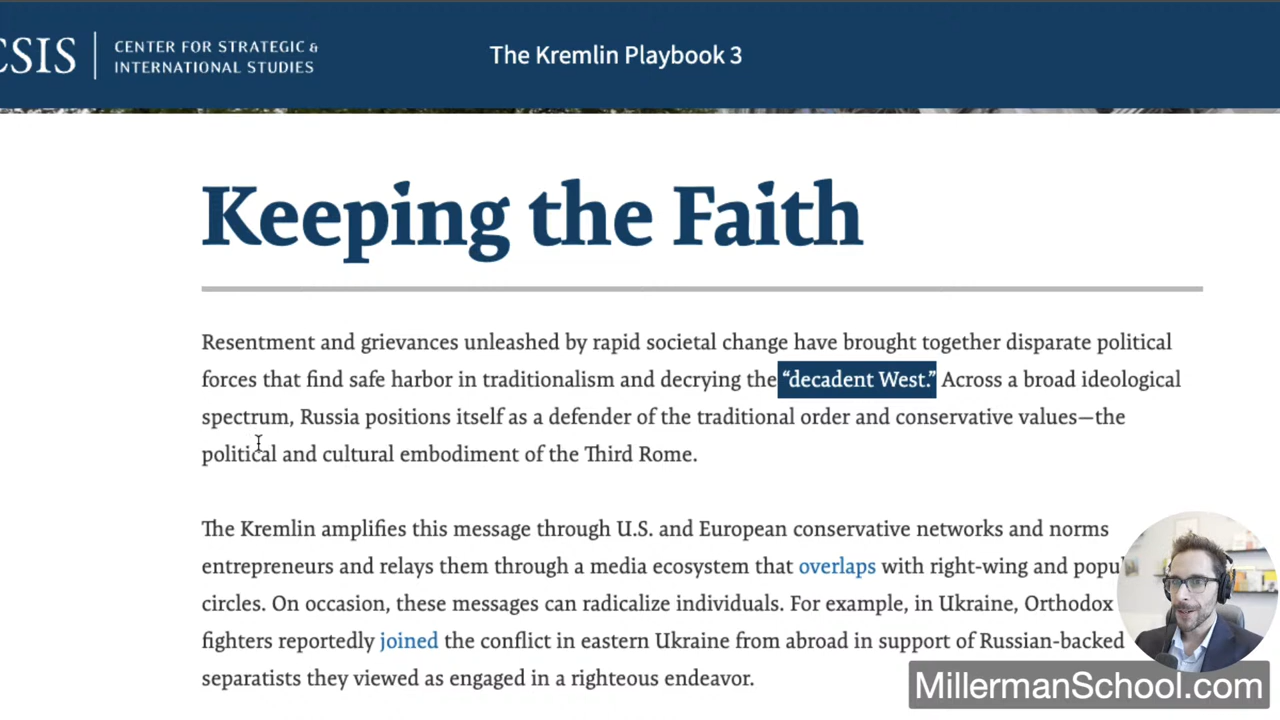 CSIS
CENTER FOR STRATEGIC &
INTERNATIONAL STUDIES
The Kremlin Playbook 3
Keeping the Faith
Resentment and grievances unleashed by rapid societal change have brought together disparate political
forces that find safe harbor in traditionalism and decrying the “decadent West.” Across a broad ideological
spectrum, Russia positions itself as a defender of the traditional order and conservative values—the
political and cultural embodiment of the Third Rome.
The Kremlin amplifies this message through U.S. and European conservative networks and norms
entrepreneurs and relays them through a media ecosystem that overlaps with right-wing and
circles. On occasion, these messages can radicalize individuals. For example, in Ukraine, Orthodox
fighters reportedly joined the conflict in eastern Ukraine from abroad in support of Russian-backed
separatists they viewed as engaged in a righteous endeavor.
MillermanSchool.com